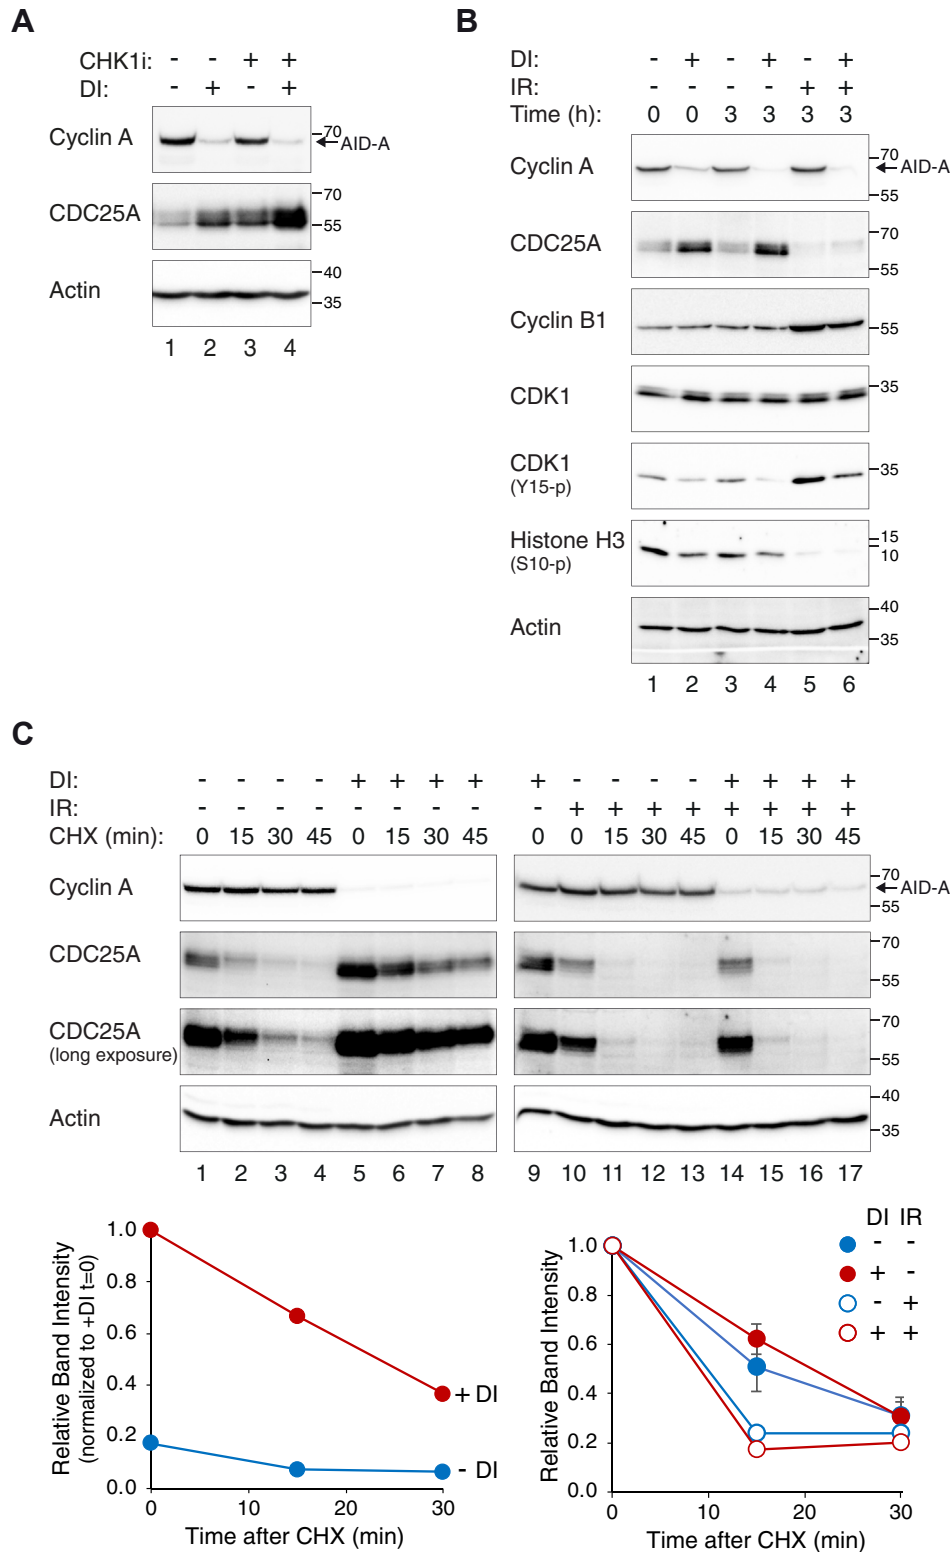 A
CHK1i: - - + +
DI: - + - +
Cyclin A
70
AID-A
CDC25A
70
55
Actin
40
35
1 2 3 4
B
DI: - + - + - +
IR: - - - - + +
Time (h): 0 0 3 3 3 3
Cyclin A
70
AID-A
55
CDC25A
70
55
Cyclin B1
55
CDK1
35
CDK1
(Y15-p)
35
Histone H3
(S10-p)
15
10
Actin
40
35
1 2 3 4 5 6
C
DI: - - - - + + + + + - - - - + + + +
IR: - - - - - - - - - + + + + + + + +
CHX (min): 0 15 30 45 0 15 30 45 0 0 15 30 45 0 15 30 45
Cyclin A
70
AID-A
55
CDC25A
70
55
CDC25A
(long exposure)
70
55
Actin
40
35
1 2 3 4 5 6 7 8 9 10 11 12 13 14 15 16 17
Relative Band Intensity
(normalized to +DI t=0)
1.0
0.8
0.6
0.4
0.2
0.0
+ DI
- DI
0 10 20 30
Time after CHX (min)
DI IR
- -
+ -
- +
+ +
Relative Band Intensity
1.0
0.8
0.6
0.4
0.2
0.0
0 10 20 30
Time after CHX (min)